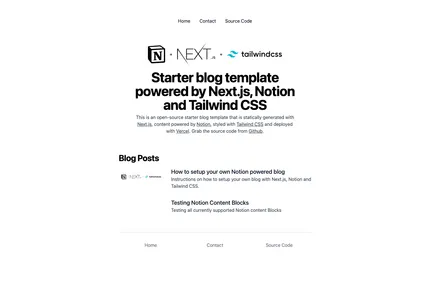 Home Contact Source Code
N + NEXT.JS + tailwindcss
Starter blog template
powered by Next.js, Notion
and Tailwind CSS
This is an open-source starter blog template that is statically generated with
Next.js, content powered by Notion, styled with Tailwind CSS and deployed
with Vercel. Grab the source code from Github.
Blog Posts
How to setup your own Notion powered blog
Instructions on how to setup your own blog with Next.js, Notion and
Tailwind CSS.
Testing Notion Content Blocks
Testing all currently supported Notion content Blocks
Home Contact Source Code